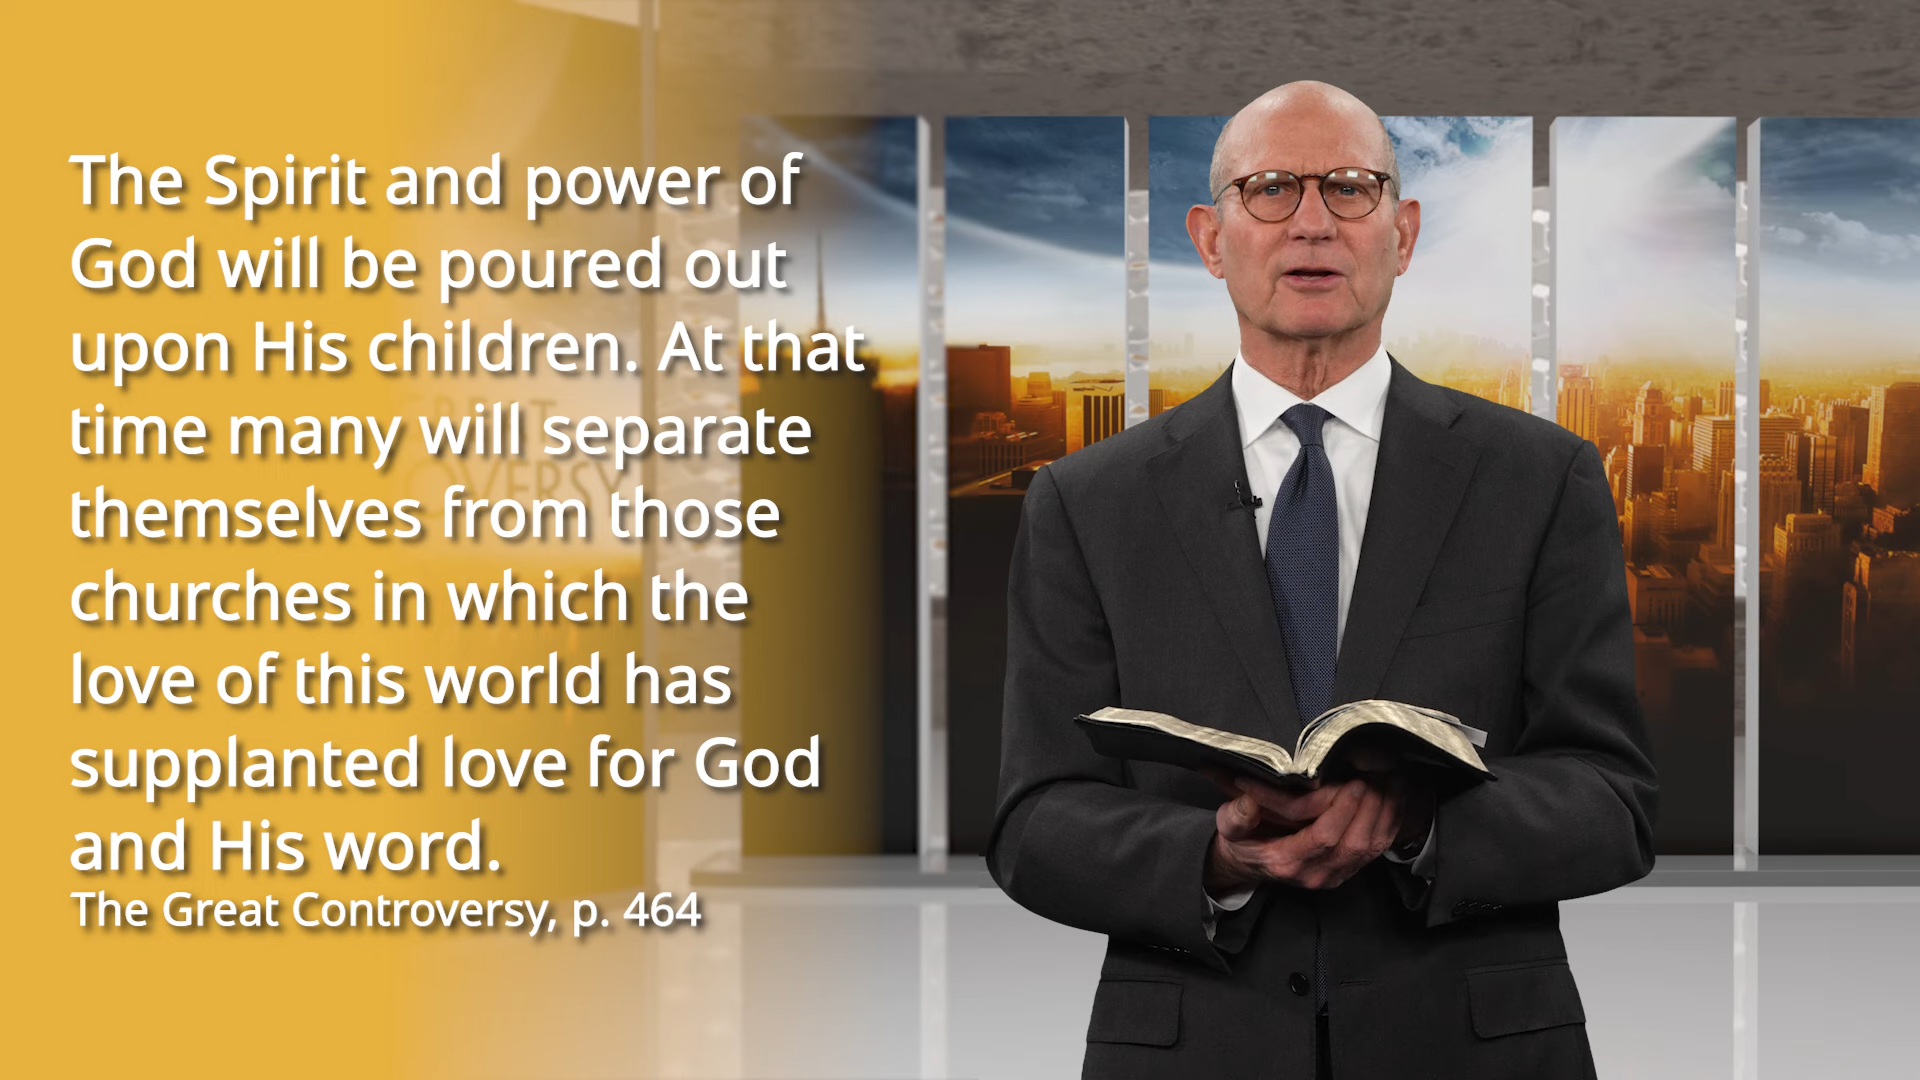 The Spirit and power of
God will be poured out
upon His children. At that
time many will separate
themselves from those
churches in which the
love of this world has
supplanted love for God
and His word.
The Great Controversy, p. 464